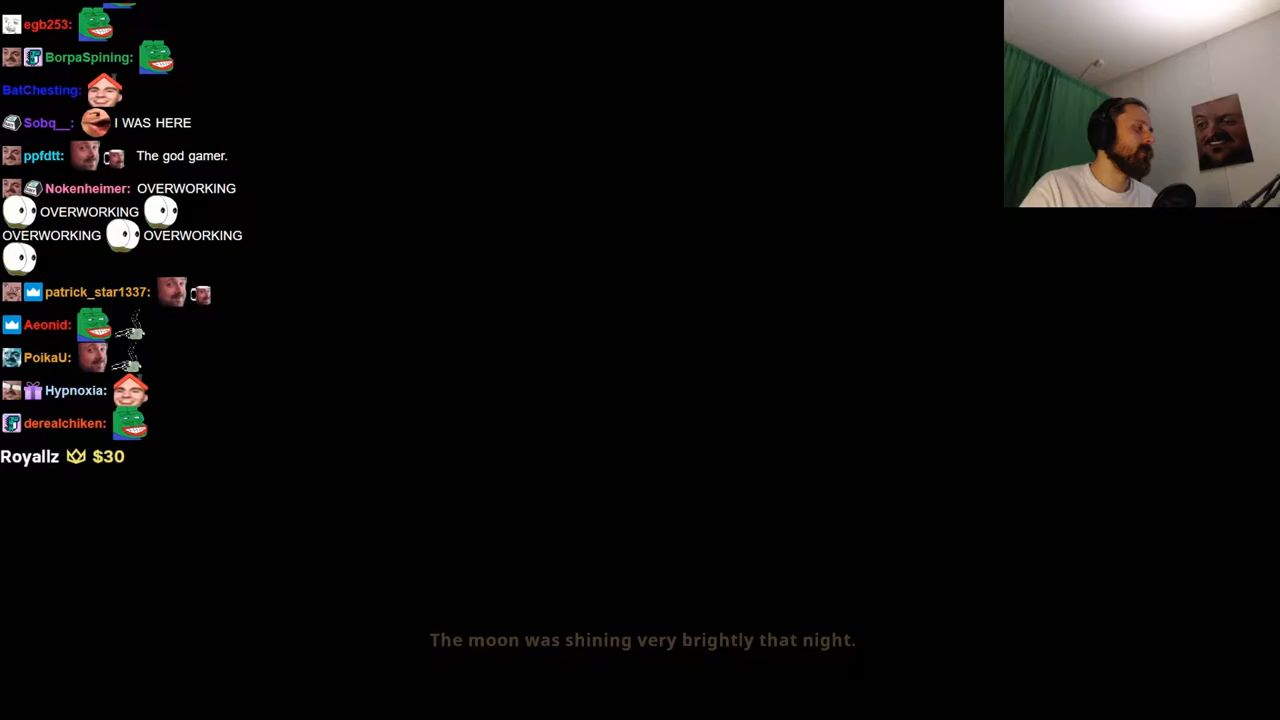 egb253:
BorpaSpining:
BatChesting:
Sobq__: I WAS HERE
ppfdtt: The god gamer.
Nokenheimer: OVERWORKING
OVERWORKING
OVERWORKING OVERWORKING
patrick_star1337:
Aeonid:
PoikaU:
Hypnoxia:
derealchiken:
Royallz $30
The moon was shining very brightly that night.